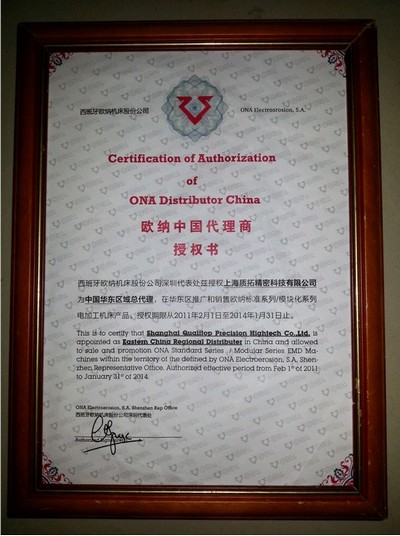 西班牙欧纳机床股份公司 ONA Electroerosion, S.A.
Certification of Authorization
of
ONA Distributor China
欧纳中国代理商
授权书
西班牙欧纳机床股份公司深圳代表处兹授权上海质拓精密科技有限公司
为中国华东区域总代理，在华东区推广和销售欧纳标准系列/模块化系列
电加工机床产品。授权期限从2011年2月1日至2014年1月31日止。
This is to certify that Shanghai Qualitop Precision Hightech Co.,Ltd. is
appointed as Eastern China Regional Distributer in China and allowed
to sale and promotion ONA Standard Series / Modular Series EMD Ma-
chines within the territory of the defined by ONA Electroerosion, S.A, Shen-
zhen, Representative Office. Authorized effective period from Feb 1st of 2011
to January 31st of 2014.
ONA Electroerosion, S.A. Shenzhen Rep Office
西班牙欧纳机床股份公司深圳代表处